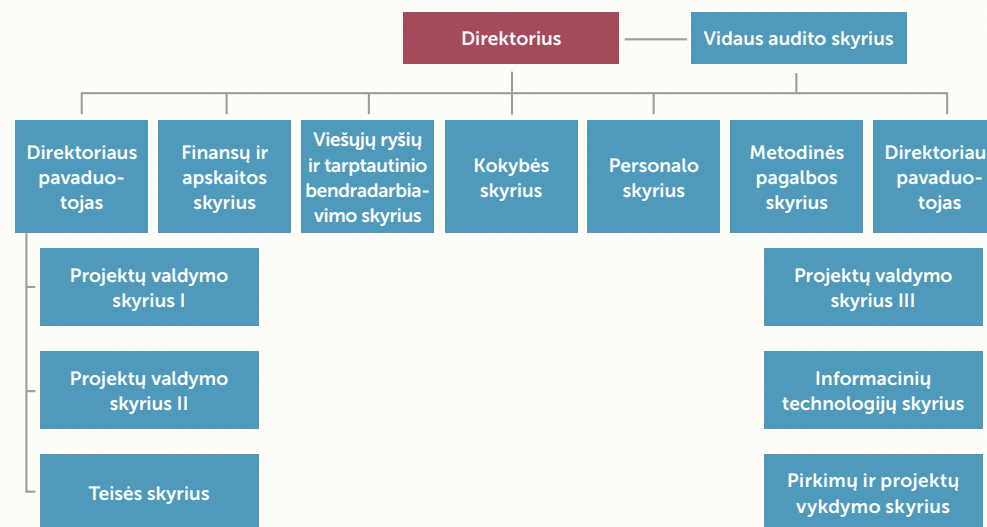 Direktorius
Vidaus audito skyrius
Direktoriaus
pavaduo-
tojas
Finansų ir
apskaitos
skyrius
Viešųjų ryšių
ir tarptautinio
bendradarbia-
vimo skyrius
Kokybės
skyrius
Personalo
skyrius
Metodinės
pagalbos
skyrius
Direktoriau
pavaduo-
tojas
Projektų valdymo
skyrius I
Projektų valdymo
skyrius II
Teisės skyrius
Projektų valdymo
skyrius III
Informacinių
technologijų skyrius
Pirkimų ir projektų
vykdymo skyrius